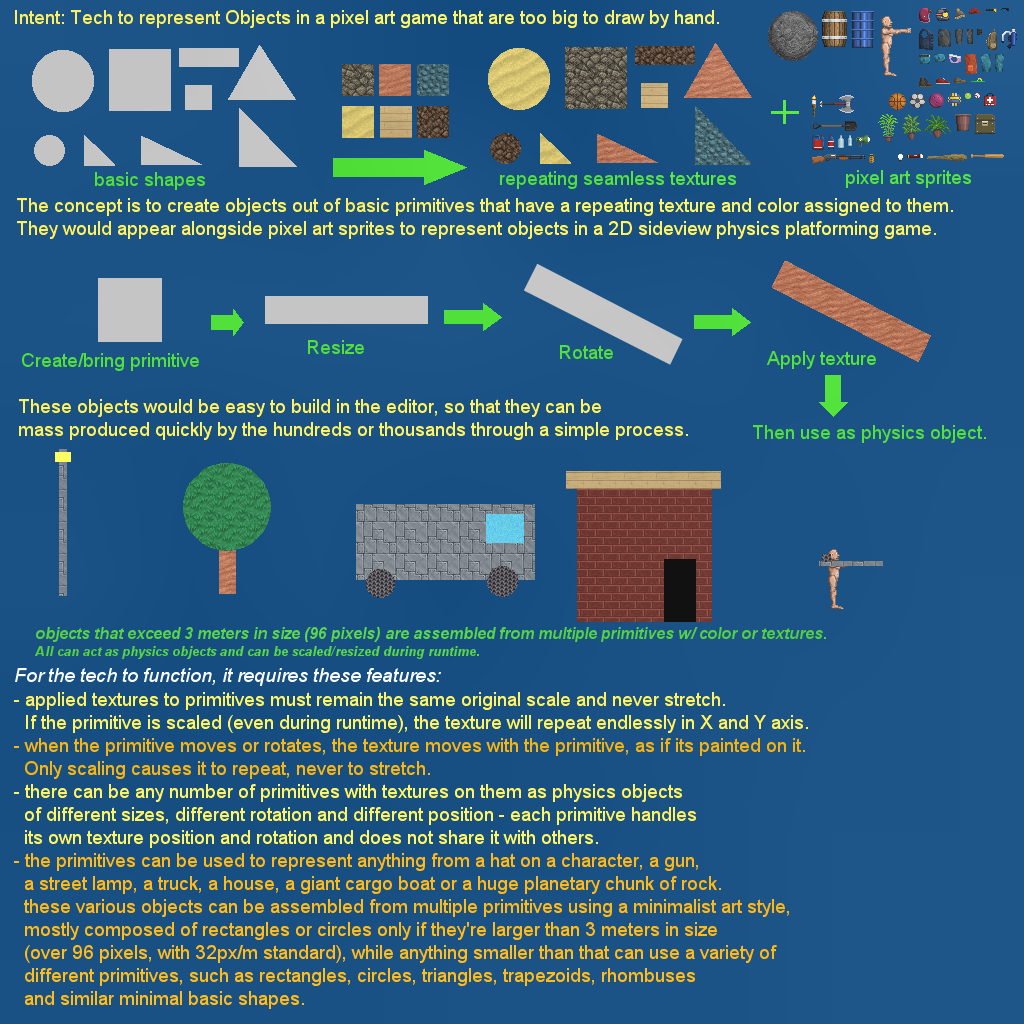 Intent: Tech to represent Objects in a pixel art game that are too big to draw by hand.
basic shapes
repeating seamless textures
pixel art sprites
The concept is to create objects out of basic primitives that have a repeating texture and color assigned to them.
They would appear alongside pixel art sprites to represent objects in a 2D sideview physics platforming game.
Create/bring primitive
Resize
Rotate
Apply texture
These objects would be easy to build in the editor, so that they can be
mass produced quickly by the hundreds or thousands through a simple process.
Then use as physics object.
objects that exceed 3 meters in size (96 pixels) are assembled from multiple primitives w/ color or textures.
All can act as physics objects and can be scaled/resized during runtime.
For the tech to function, it requires these features:
- applied textures to primitives must remain the same original scale and never stretch.
If the primitive is scaled (even during runtime), the texture will repeat endlessly in X and Y axis.
- when the primitive moves or rotates, the texture moves with the primitive, as if its painted on it.
Only scaling causes it to repeat, never to stretch.
- there can be any number of primitives with textures on them as physics objects
of different sizes, different rotation and different position - each primitive handles
its own texture position and rotation and does not share it with others.
- the primitives can be used to represent anything from a hat on a character, a gun,
a street lamp, a truck, a house, a giant cargo boat or a huge planetary chunk of rock.
these various objects can be assembled from multiple primitives using a minimalist art style,
mostly composed of rectangles or circles only if they're larger than 3 meters in size
(over 96 pixels, with 32px/m standard), while anything smaller than that can use a variety of
different primitives, such as rectangles, circles, triangles, trapezoids, rhombuses
and similar minimal basic shapes.